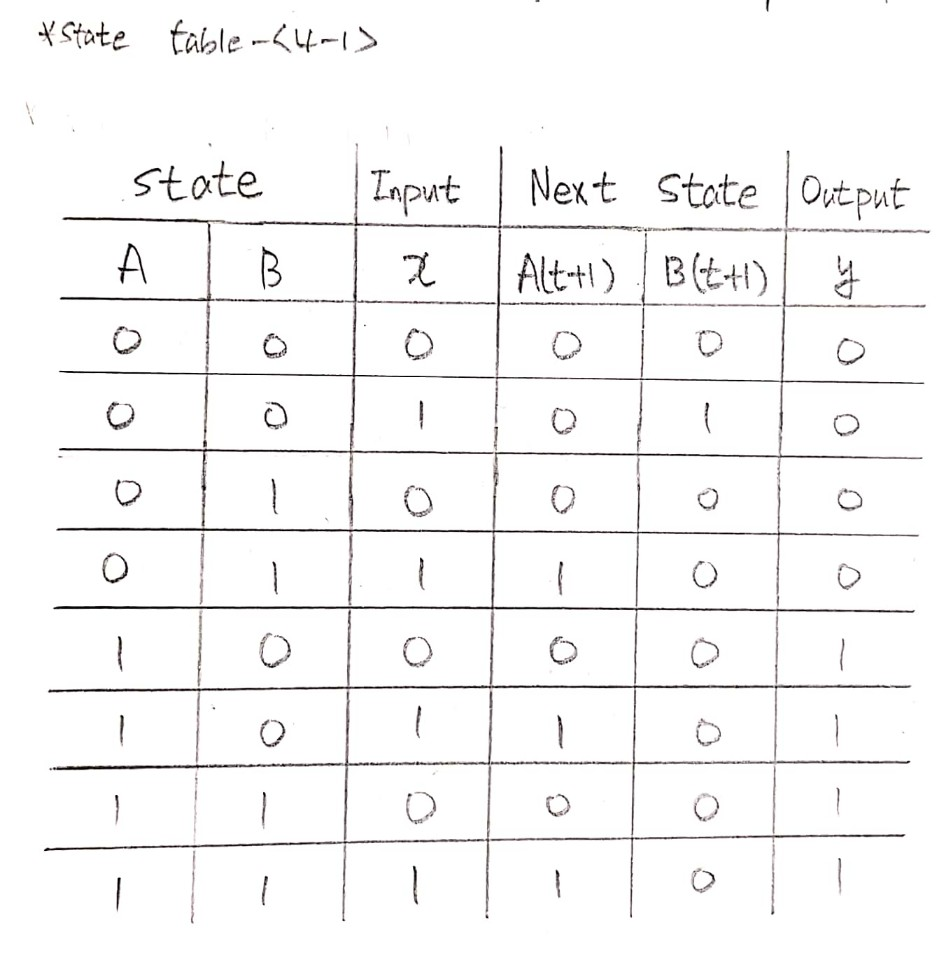 *State table-<4-1>
state Input Next State Output
A B x A(t+1) B(t+1) y
0 0 0 0 0 0
0 0 1 0 1 0
0 1 0 0 0 0
0 1 1 1 0 0
1 0 0 0 0 1
1 0 1 1 0 1
1 1 0 0 0 1
1 1 1 1 0 1